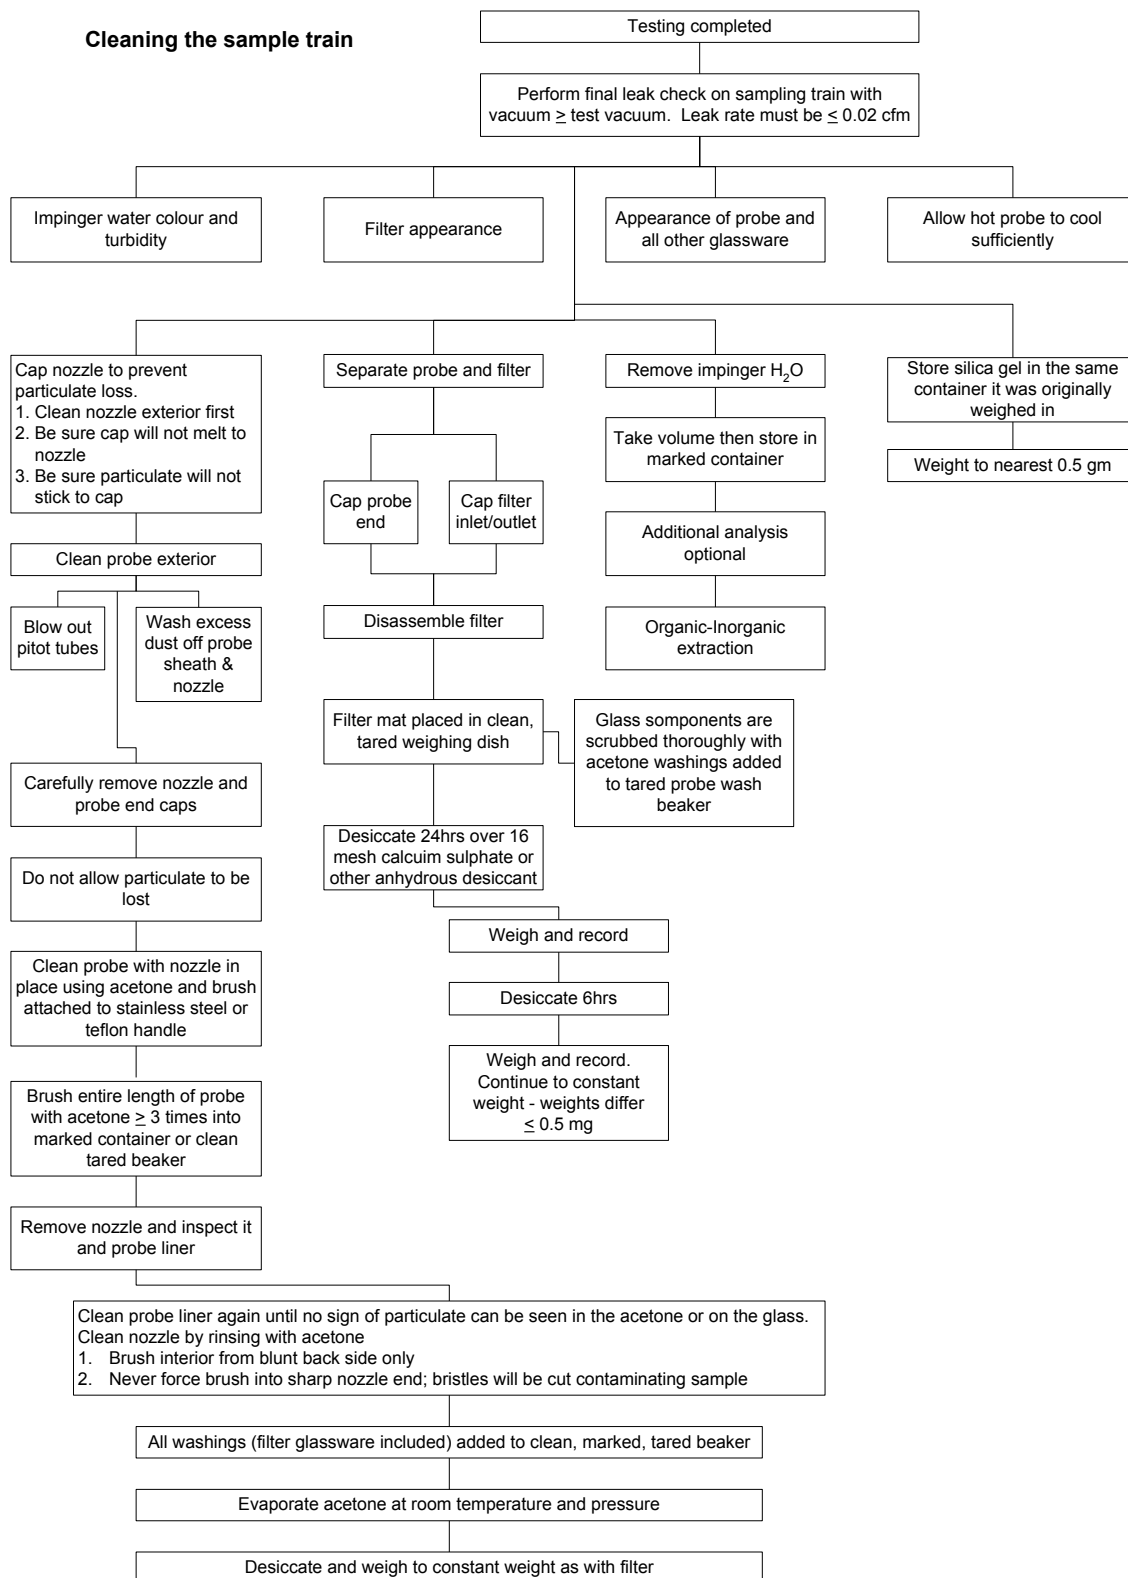 Cleaning the sample train
Testing completed
Perform final leak check on sampling train with
vacuum ≥ test vacuum.  Leak rate must be ≤ 0.02 cfm
Impinger water colour and
turbidity
Filter appearance
Appearance of probe and
all other glassware
Allow hot probe to cool
sufficiently
Cap nozzle to prevent
particulate loss.
1. Clean nozzle exterior first
2. Be sure cap will not melt to
nozzle
3. Be sure particulate will not
stick to cap
Clean probe exterior
Blow out
pitot tubes
Wash excess
dust off probe
sheath &
nozzle
Carefully remove nozzle and
probe end caps
Do not allow particulate to be
lost
Clean probe with nozzle in
place using acetone and brush
attached to stainless steel or
teflon handle
Brush entire length of probe
with acetone ≥ 3 times into
marked container or clean
tared beaker
Remove nozzle and inspect it
and probe liner
Separate probe and filter
Cap probe
end
Cap filter
inlet/outlet
Disassemble filter
Filter mat placed in clean,
tared weighing dish
Glass somponents are
scrubbed thoroughly with
acetone washings added
to tared probe wash
beaker
Desiccate 24hrs over 16
mesh calcuim sulphate or
other anhydrous desiccant
Weigh and record
Desiccate 6hrs
Weigh and record.
Continue to constant
weight - weights differ
≤ 0.5 mg
Remove impinger H₂O
Take volume then store in
marked container
Additional analysis
optional
Organic-Inorganic
extraction
Store silica gel in the same
container it was originally
weighed in
Weight to nearest 0.5 gm
Clean probe liner again until no sign of particulate can be seen in the acetone or on the glass.
Clean nozzle by rinsing with acetone
1. Brush interior from blunt back side only
2. Never force brush into sharp nozzle end; bristles will be cut contaminating sample
All washings (filter glassware included) added to clean, marked, tared beaker
Evaporate acetone at room temperature and pressure
Desiccate and weigh to constant weight as with filter